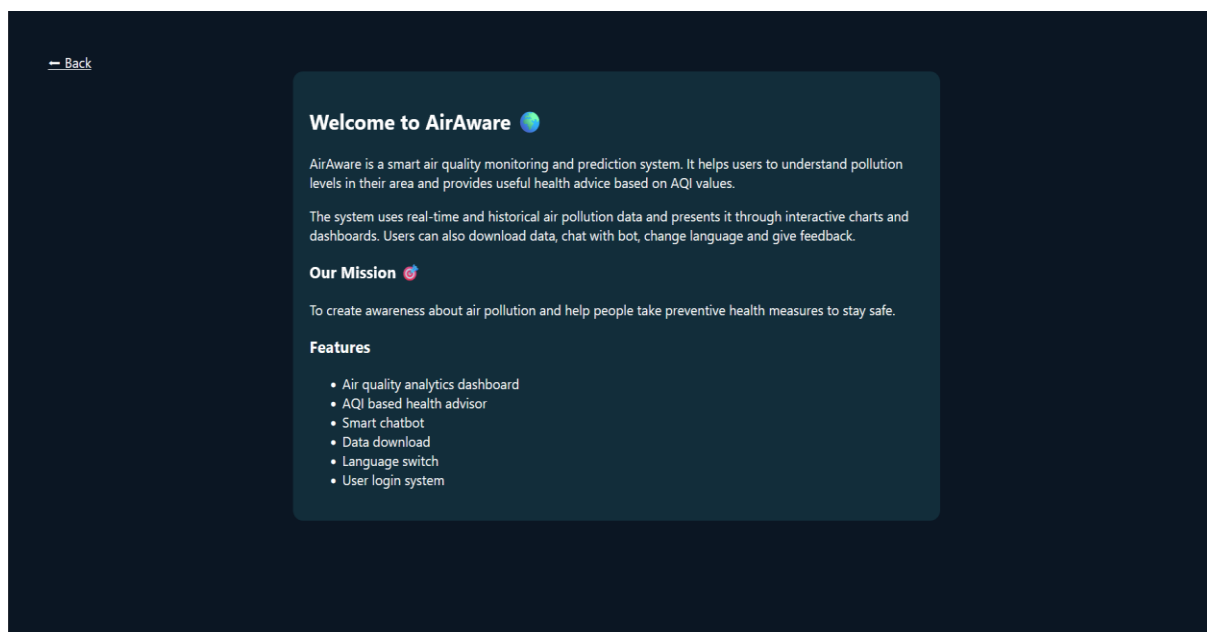 ← Back
Welcome to AirAware 🌍
AirAware is a smart air quality monitoring and prediction system. It helps users to understand pollution
levels in their area and provides useful health advice based on AQI values.
The system uses real-time and historical air pollution data and presents it through interactive charts and
dashboards. Users can also download data, chat with bot, change language and give feedback.
Our Mission 🎯
To create awareness about air pollution and help people take preventive health measures to stay safe.
Features
• Air quality analytics dashboard
• AQI based health advisor
• Smart chatbot
• Data download
• Language switch
• User login system